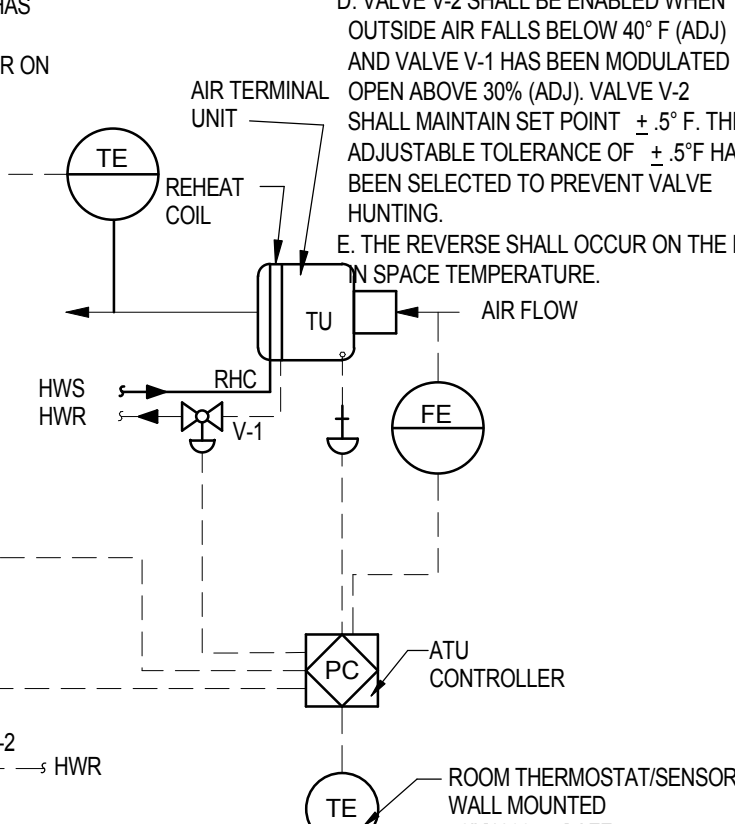 HAS
R ON
D. VALVE V-2 SHALL BE ENABLED WHEN
OUTSIDE AIR FALLS BELOW 40° F (ADJ)
AND VALVE V-1 HAS BEEN MODULATED
OPEN ABOVE 30% (ADJ). VALVE V-2
SHALL MAINTAIN SET POINT ± .5° F. THE
ADJUSTABLE TOLERANCE OF ± .5°F HA
BEEN SELECTED TO PREVENT VALVE
HUNTING.
E. THE REVERSE SHALL OCCUR ON THE
IN SPACE TEMPERATURE.
AIR TERMINAL
UNIT
TE
REHEAT
COIL
TU
AIR FLOW
HWS
RHC
HWR
V-1
FE
PC
ATU
CONTROLLER
-2
HWR
TE
ROOM THERMOSTAT/SENSOR
WALL MOUNTED